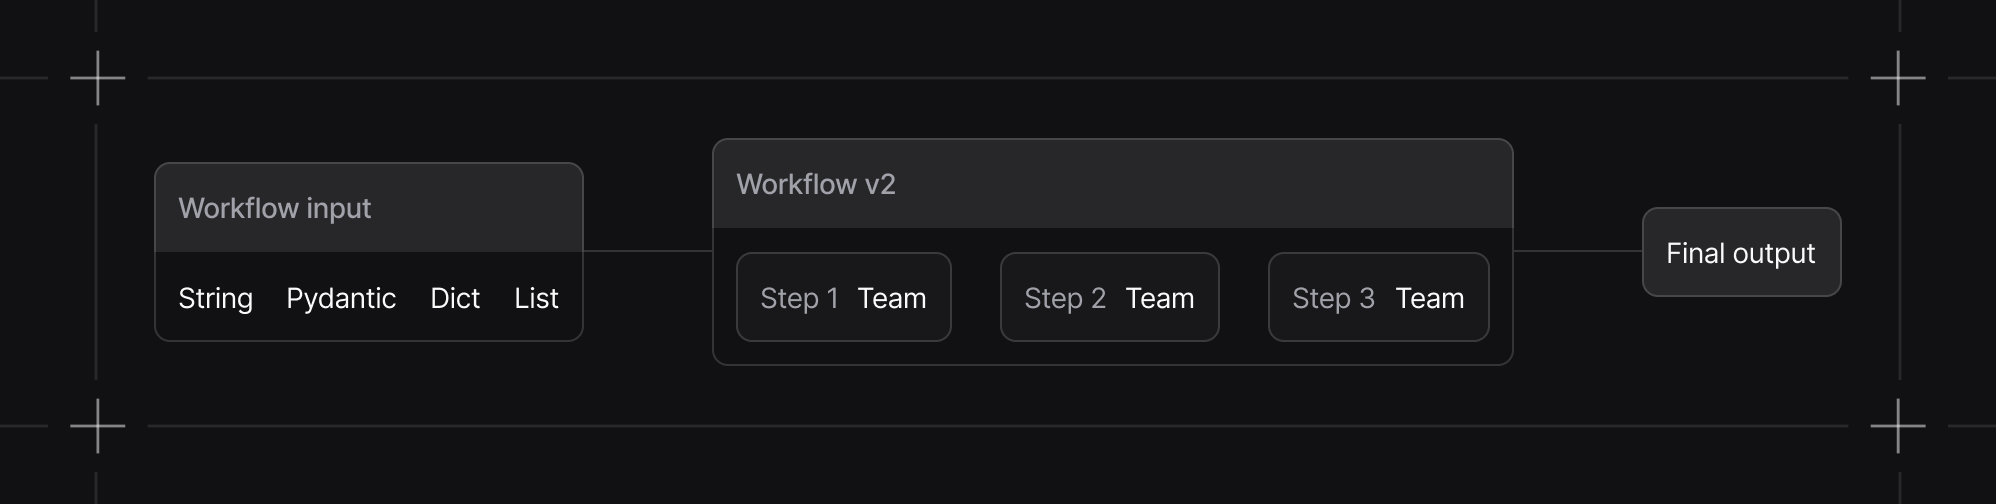 Workflow input
String Pydantic Dict List
Workflow v2
Step 1 Team
Step 2 Team
Step 3 Team
Final output